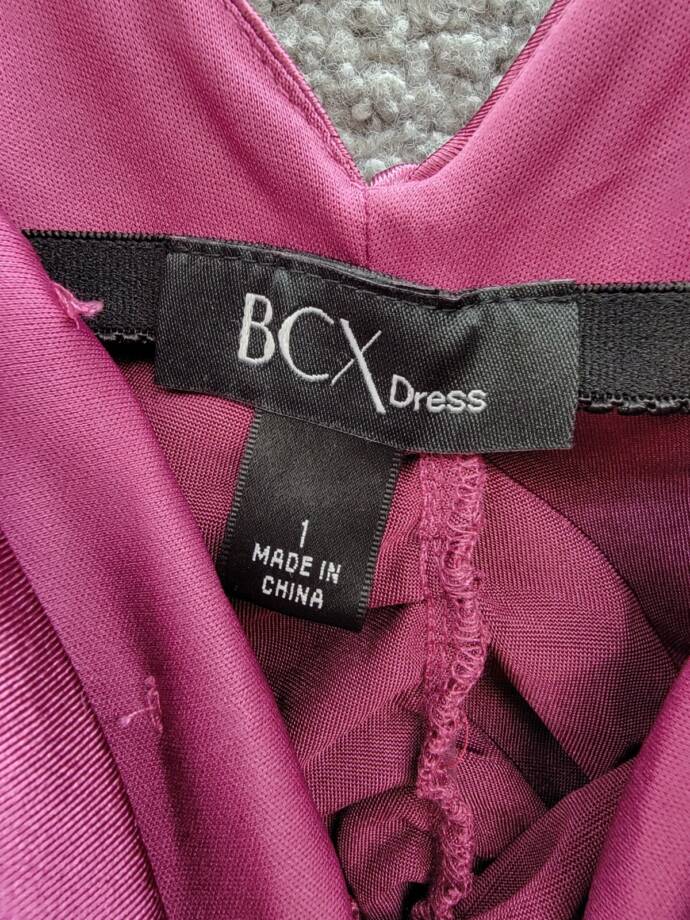 BCX Dress
1
MADE IN
CHINA